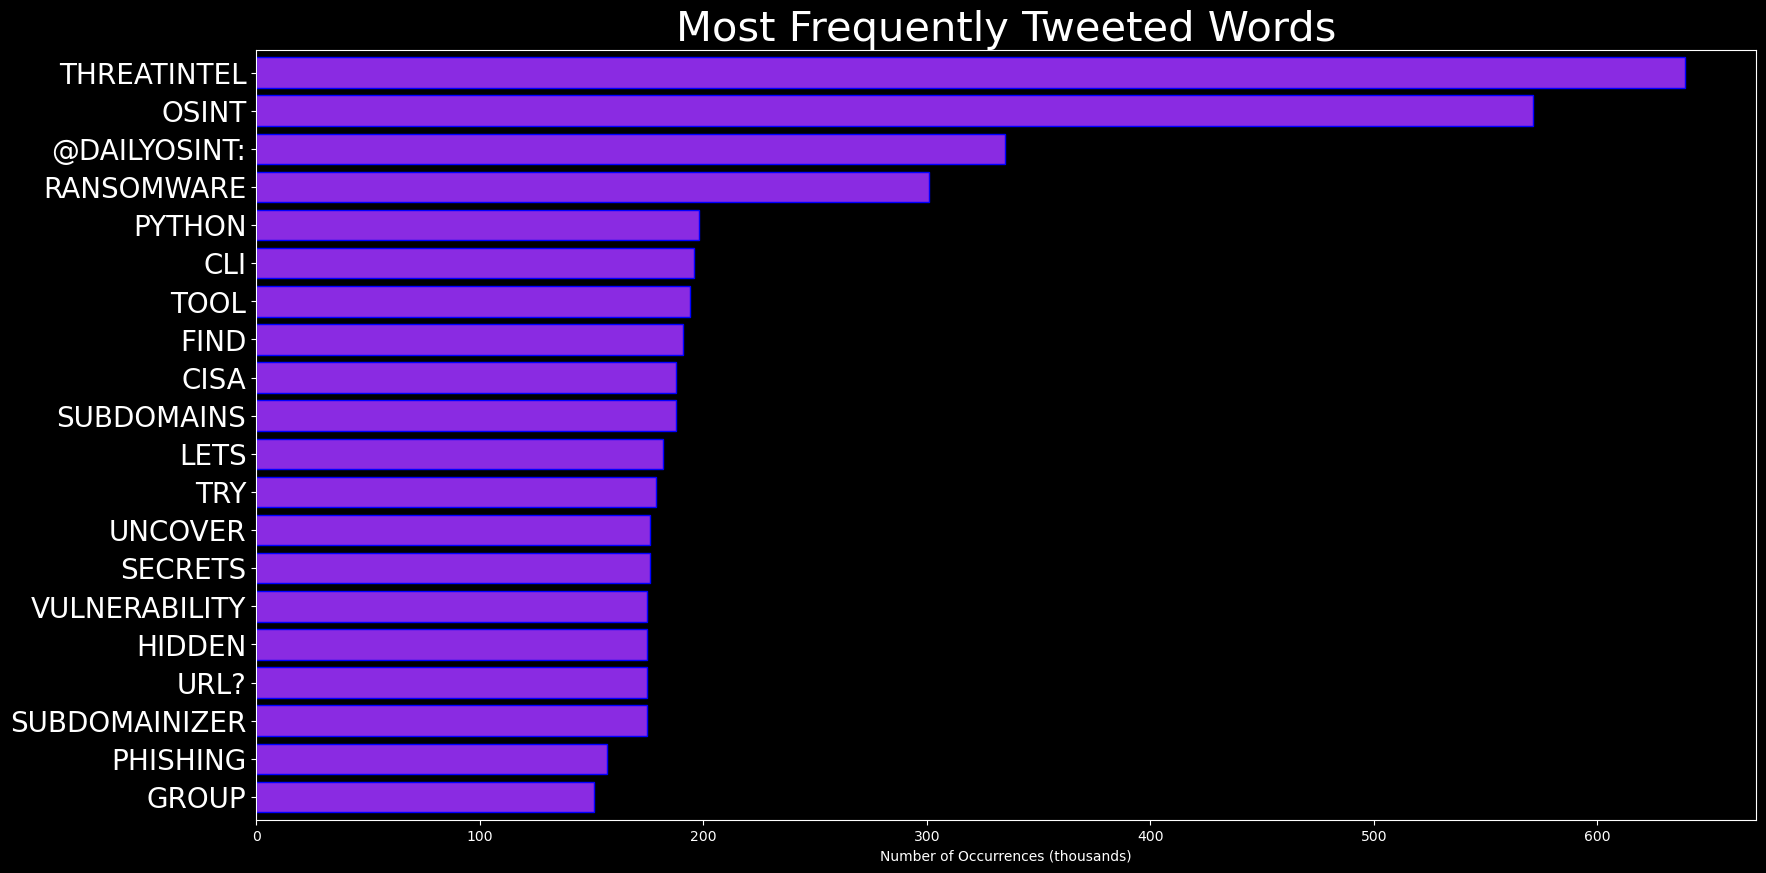 Most Frequently Tweeted Words
THREATINTEL
OSINT
@DAILYOSINT:
RANSOMWARE
PYTHON
CLI
TOOL
FIND
CISA
SUBDOMAINS
LETS
TRY
UNCOVER
SECRETS
VULNERABILITY
HIDDEN
URL?
SUBDOMAINIZER
PHISHING
GROUP
0 100 200 300 400 500 600
Number of Occurrences (thousands)